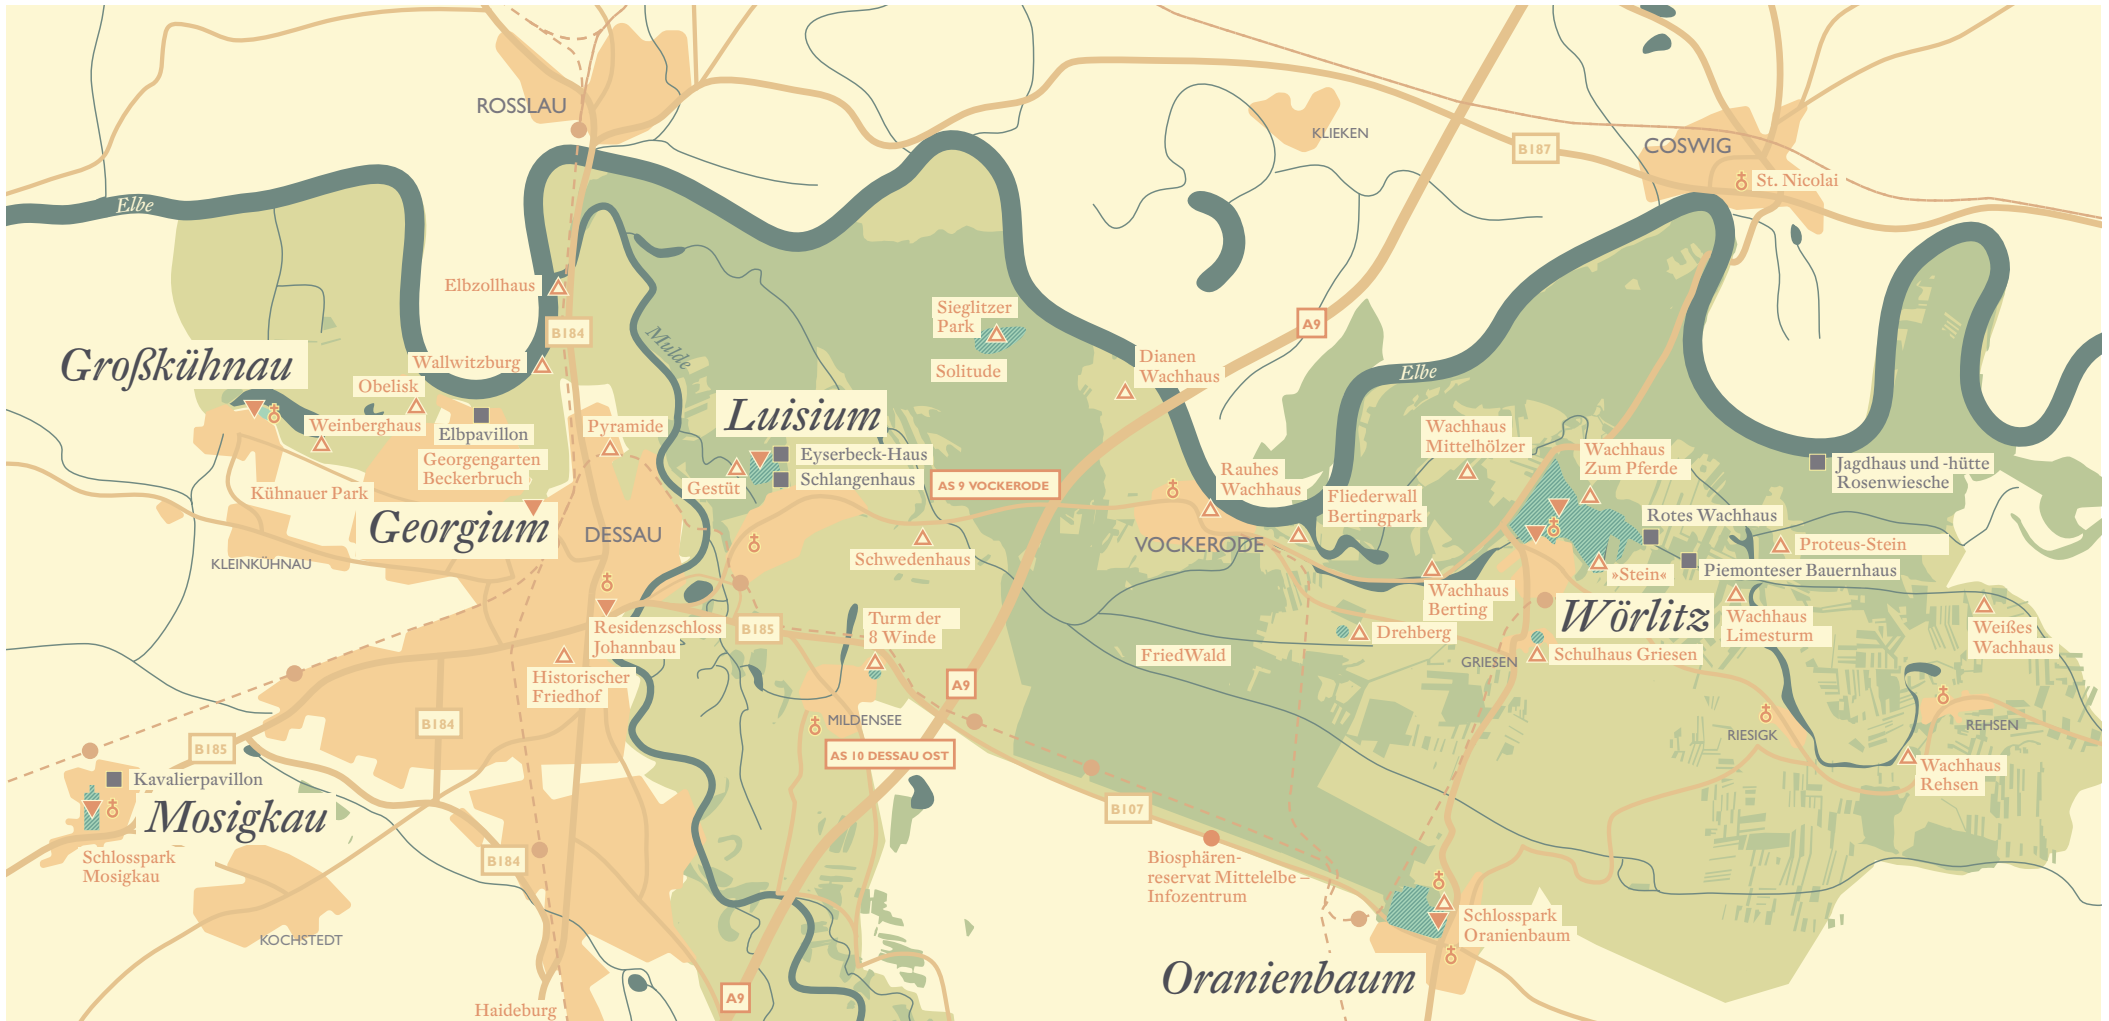 ROSSLAU
KLIEKEN
B187
COSWIG
St. Nicolai
Elbe
Elbzollhaus
B184
Mulde
Sieglitzer
Park
Solitude
A9
Dianen
Wachhaus
Elbe
Großkühnau
Wallwitzburg
Obelisk
Weinberghaus
Elbpavillon
Georgengarten
Beckerbruch
Kühnauer Park
Pyramide
Luisium
Eyserbeck-Haus
Schlangenhaus
Gestüt
AS 9 VOCKERODE
Rauhes
Wachhaus
Fliederwall
Bertingpark
Wachhaus
Mittelhölzer
Wachhaus
Zum Pferde
Jagdhaus und -hütte
Rosenwiesche
Rotes Wachhaus
Proteus-Stein
Piemonteser Bauernhaus
»Stein«
Georgium
DESSAU
KLEINKÜHNAU
Schwedenhaus
VOCKERODE
Wachhaus
Berting
Wörlitz
Wachhaus
Limesturm
Weißes
Wachhaus
Residenzschloss
Johannbau
B185
Turm der
8 Winde
Drehberg
FriedWald
GRIESEN
Schulhaus Griesen
Historischer
Friedhof
A9
MILDENSEE
AS 10 DESSAU OST
RIESIGK
REHSEN
Wachhaus
Rehsen
B184
B185
Kavalierpavillon
Mosigkau
Schlosspark
Mosigkau
B184
B107
Biosphären-
reservat Mittelelbe –
Infozentrum
Schlosspark
Oranienbaum
Oranienbaum
KOCHSTEDT
A9
Haideburg